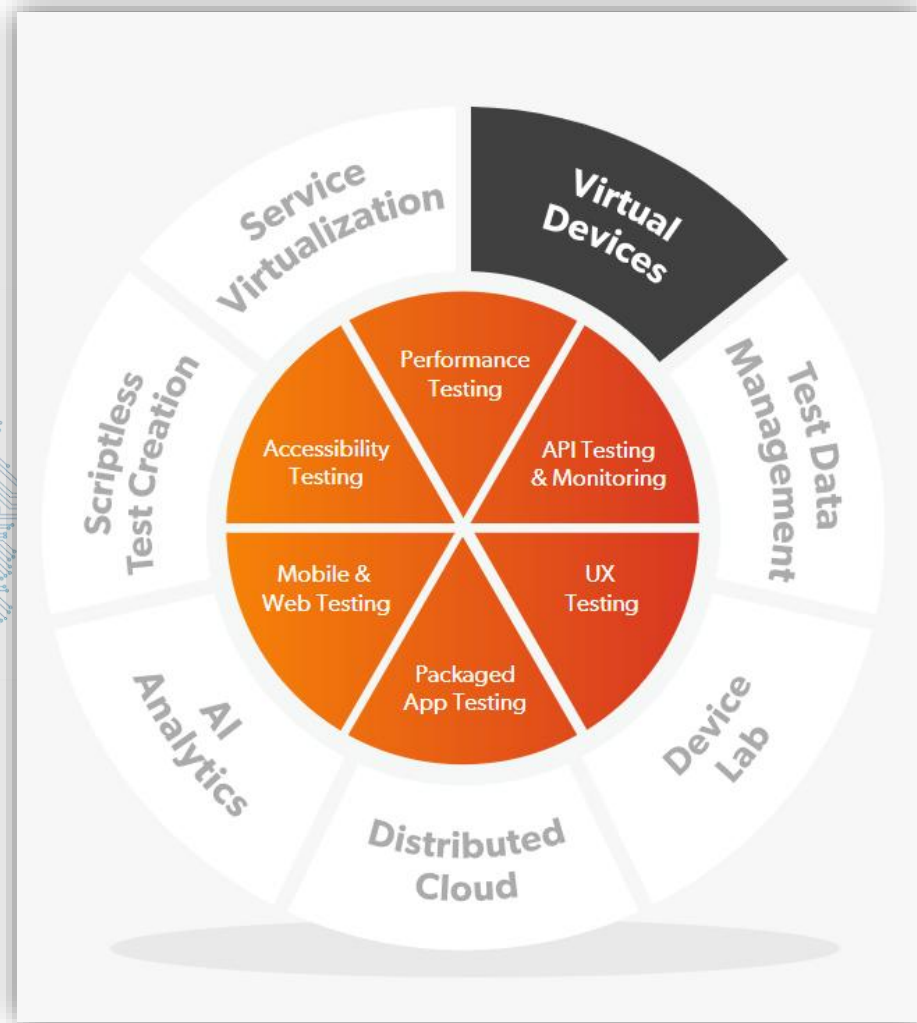 Service
Virtualization
Virtual
Devices
Test Data
Management
Device
Lab
Distributed
Cloud
AI
Analytics
Scriptless
Test Creation
Performance
Testing
API Testing
& Monitoring
UX
Testing
Packaged
App Testing
Mobile &
Web Testing
Accessibility
Testing